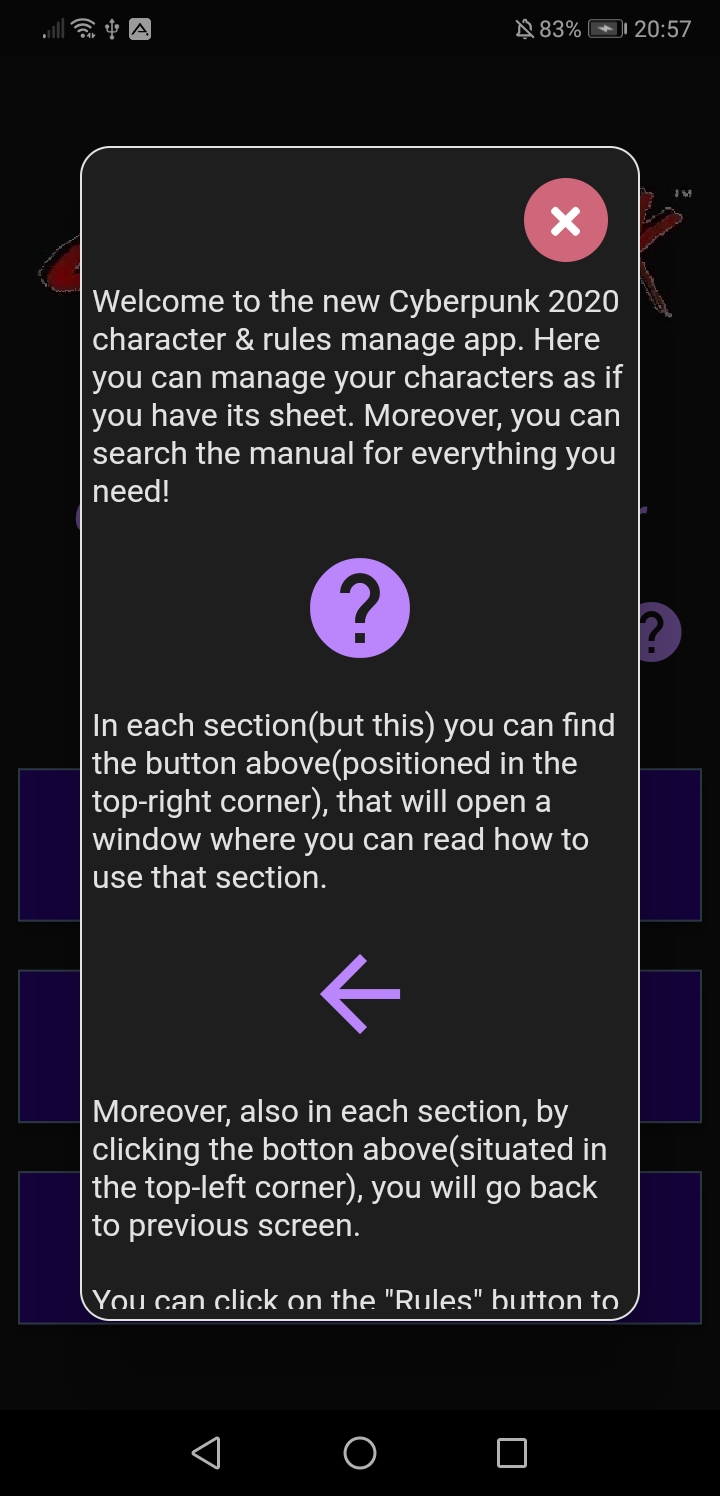 83% 20:57
TM
Welcome to the new Cyberpunk 2020
character & rules manage app. Here
you can manage your characters as if
you have its sheet. Moreover, you can
search the manual for everything you
need!
?
?
In each section(but this) you can find
the button above(positioned in the
top-right corner), that will open a
window where you can read how to
use that section.
Moreover, also in each section, by
clicking the botton above(situated in
the top-left corner), you will go back
to previous screen.
You can click on the "Rules" button to